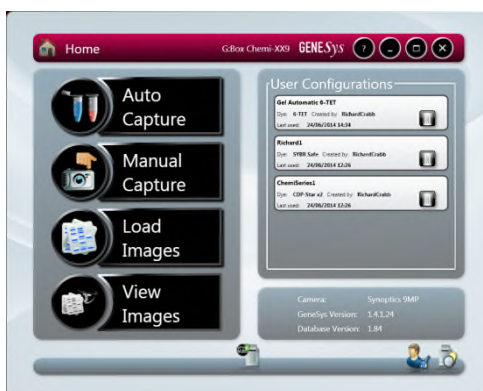 Home
G:Box Chemi-XX9 GENESys ?
Auto
Capture
Manual
Capture
Load
Images
View
Images
User Configurations
Gel Automatic 6-TET
Dye: 6-TET Created by: RichardCrabb
Last used: 24/06/2014 14:34
Richard1
Dye: SYBR Safe Created by: RichardCrabb
Last used: 24/06/2014 12:26
ChemiSeries1
Dye: CDP-Star x2 Created by: RichardCrabb
Last used: 24/06/2014 12:26
Camera: Synoptics 9MP
GeneSys Version: 1.4.1.24
Database Version: 1.84